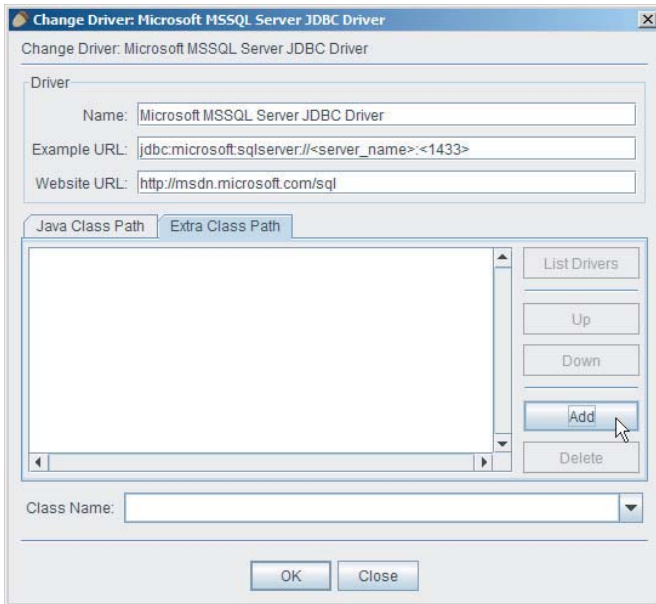 Change Driver: Microsoft MSSQL Server JDBC Driver
Change Driver: Microsoft MSSQL Server JDBC Driver
Driver
Name: Microsoft MSSQL Server JDBC Driver
Example URL: jdbc:microsoft:sqlserver://<server_name>:<1433>
Website URL: http://msdn.microsoft.com/sql
Java Class Path Extra Class Path
List Drivers
Up
Down
Add
Delete
Class Name:
OK Close